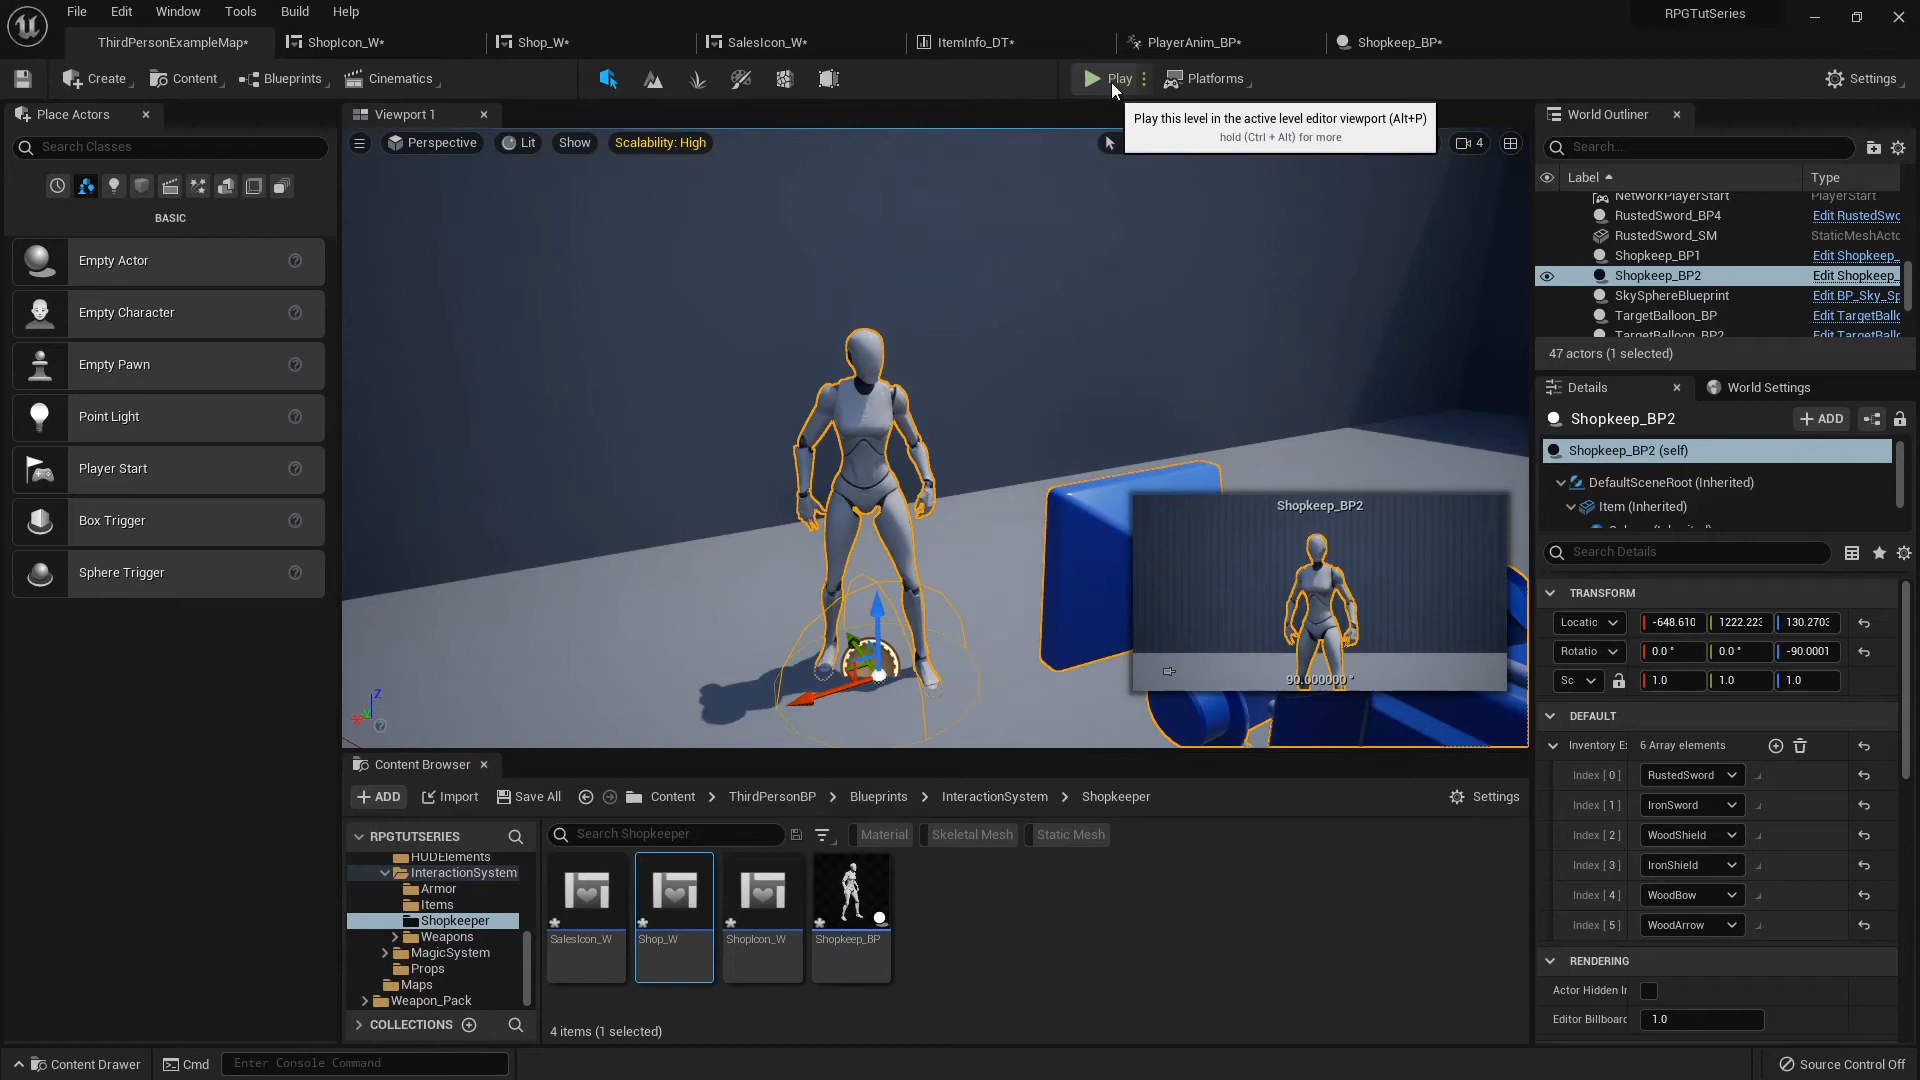 File Edit Window Tools Build Help
RPGTutSeries
ThirdPersonExampleMap* ShopIcon_W* Shop_W* SalesIcon_W* ItemInfo_DT* PlayerAnim_BP* Shopkeep_BP*
Create Content Blueprints Cinematics Play Platforms Settings
Place Actors
Search Classes
BASIC
Empty Actor
Empty Character
Empty Pawn
Point Light
Player Start
Box Trigger
Sphere Trigger
Viewport 1
Perspective Lit Show Scalability: High
4
Play this level in the active level editor viewport (Alt+P)
hold (Ctrl + Alt) for more
Shopkeep_BP2
90.000000 °
Z
Content Browser
ADD Import Save All Content ThirdPersonBP Blueprints InteractionSystem Shopkeeper Settings
RPGTUTSERIES
HUDElements
InteractionSystem
Armor
Items
Shopkeeper
Weapons
MagicSystem
Props
Maps
Weapon_Pack
COLLECTIONS
Search Shopkeeper
Material Skeletal Mesh Static Mesh
SalesIcon_W Shop_W ShopIcon_W Shopkeep_BP
4 items (1 selected)
World Outliner
Search...
Label Type
NetworkPlayerStart PlayerStart
RustedSword_BP4 Edit RustedSwo
RustedSword_SM StaticMeshActo
Shopkeep_BP1 Edit Shopkeep_
Shopkeep_BP2 Edit Shopkeep_
SkySphereBlueprint Edit BP_Sky_Sp
TargetBalloon_BP Edit TargetBallo
TargetBalloon_BP2 Edit TargetBallo
47 actors (1 selected)
Details World Settings
Shopkeep_BP2 ADD
Shopkeep_BP2 (self)
DefaultSceneRoot (Inherited)
Item (Inherited)
Search Details
TRANSFORM
Locatio -648.610 1222.223 130.2703
Rotatio 0.0 ° 0.0 ° -90.0001
Sc 1.0 1.0 1.0
DEFAULT
Inventory E 6 Array elements
Index [ 0 ] RustedSword
Index [ 1 ] IronSword
Index [ 2 ] WoodShield
Index [ 3 ] IronShield
Index [ 4 ] WoodBow
Index [ 5 ] WoodArrow
RENDERING
Actor Hidden I
Editor Billboard 1.0
Content Drawer Cmd Enter Console Command Source Control Off